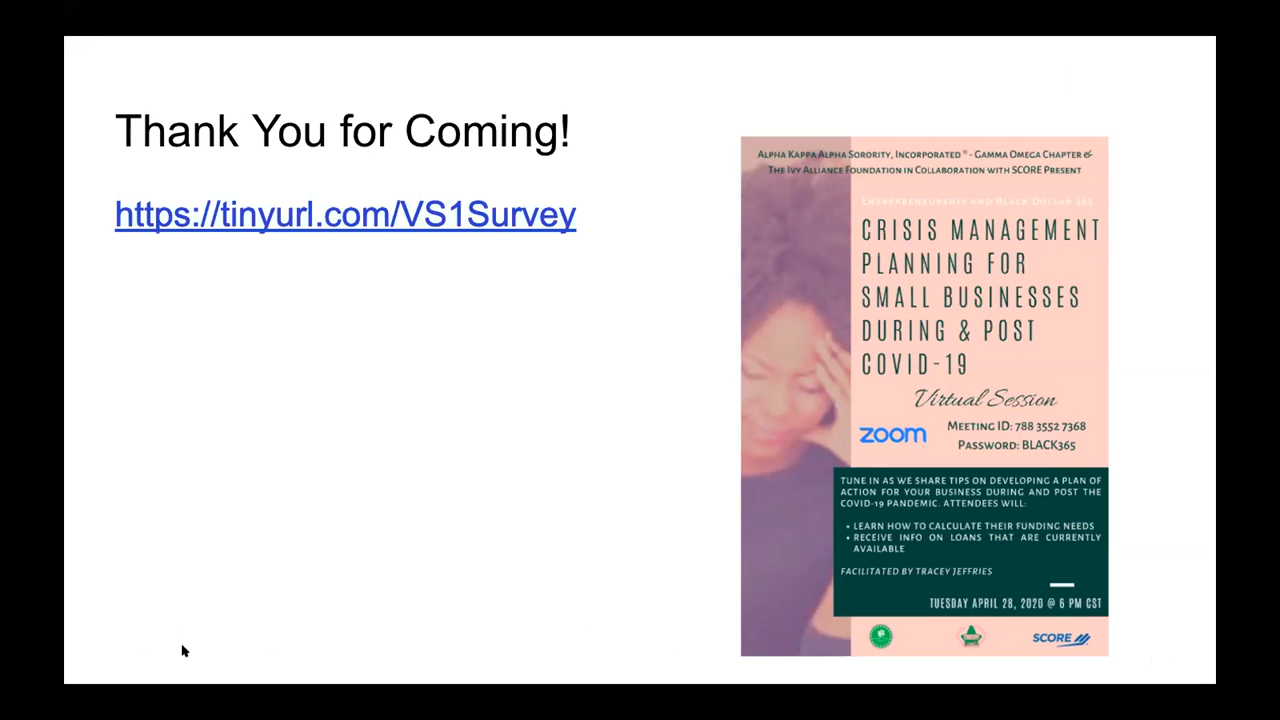 Thank You for Coming!
https://tinyurl.com/VS1Survey
ALPHA KAPPA ALPHA SORORITY, INCORPORATED ® - GAMMA OMEGA CHAPTER &
THE IVY ALLIANCE FOUNDATION IN COLLABORATION WITH SCORE PRESENT
ENTREPRENEURSHIP AND BLACK DOLLAR 365
CRISIS MANAGEMENT
PLANNING FOR
SMALL BUSINESSES
DURING & POST
COVID-19
Virtual Session
zoom
MEETING ID: 788 3552 7368
PASSWORD: BLACK365
TUNE IN AS WE SHARE TIPS ON DEVELOPING A PLAN OF
ACTION FOR YOUR BUSINESS DURING AND POST THE
COVID-19 PANDEMIC. ATTENDEES WILL:
• LEARN HOW TO CALCULATE THEIR FUNDING NEEDS
• RECEIVE INFO ON LOANS THAT ARE CURRENTLY
AVAILABLE
FACILITATED BY TRACEY JEFFRIES
TUESDAY APRIL 28, 2020 @ 6 PM CST
SCORE